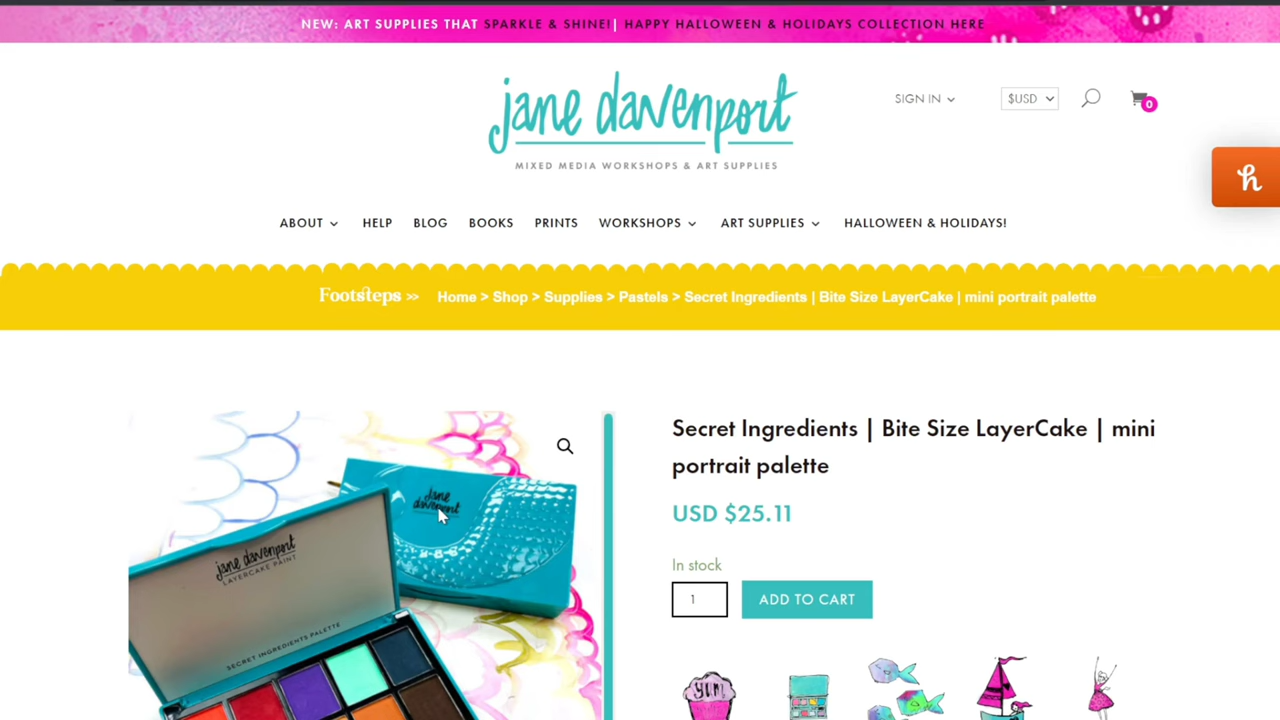 NEW: ART SUPPLIES THAT SPARKLE & SHINE! | HAPPY HALLOWEEN & HOLIDAYS COLLECTION HERE
jane davenport
MIXED MEDIA WORKSHOPS & ART SUPPLIES
SIGN IN
$USD
0
h
ABOUT HELP BLOG BOOKS PRINTS WORKSHOPS ART SUPPLIES HALLOWEEN & HOLIDAYS!
Footsteps >> Home > Shop > Supplies > Pastels > Secret Ingredients | Bite Size LayerCake | mini portrait palette
jane davenport
jane davenport
LAYERCAKE PAINT
SECRET INGREDIENTS PALETTE
Secret Ingredients | Bite Size LayerCake | mini
portrait palette
USD $25.11
In stock
1
ADD TO CART
YUM